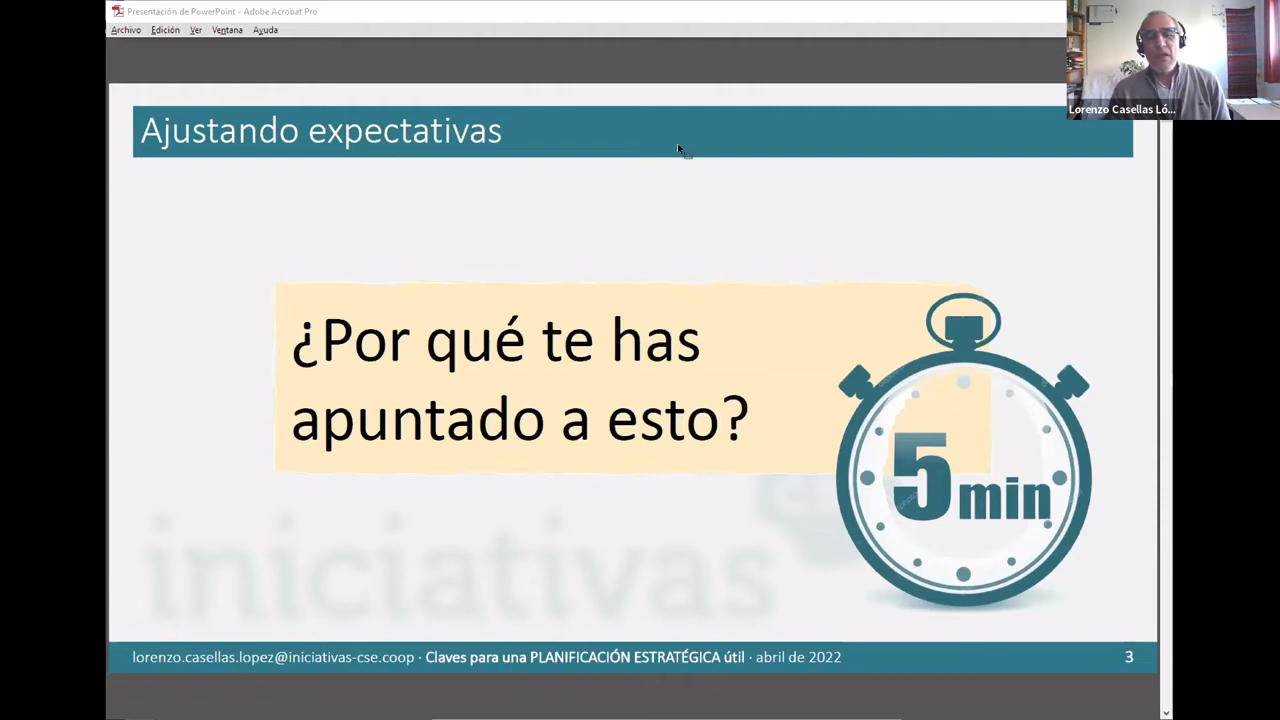 Presentación de PowerPoint - Adobe Acrobat Pro
Archivo Edición Ver Ventana Ayuda
Lorenzo Casellas Ló...
Ajustando expectativas
¿Por qué te has
apuntado a esto?
5 min
iniciativas
lorenzo.casellas.lopez@iniciativas-cse.coop · Claves para una PLANIFICACIÓN ESTRATÉGICA útil · abril de 2022
3